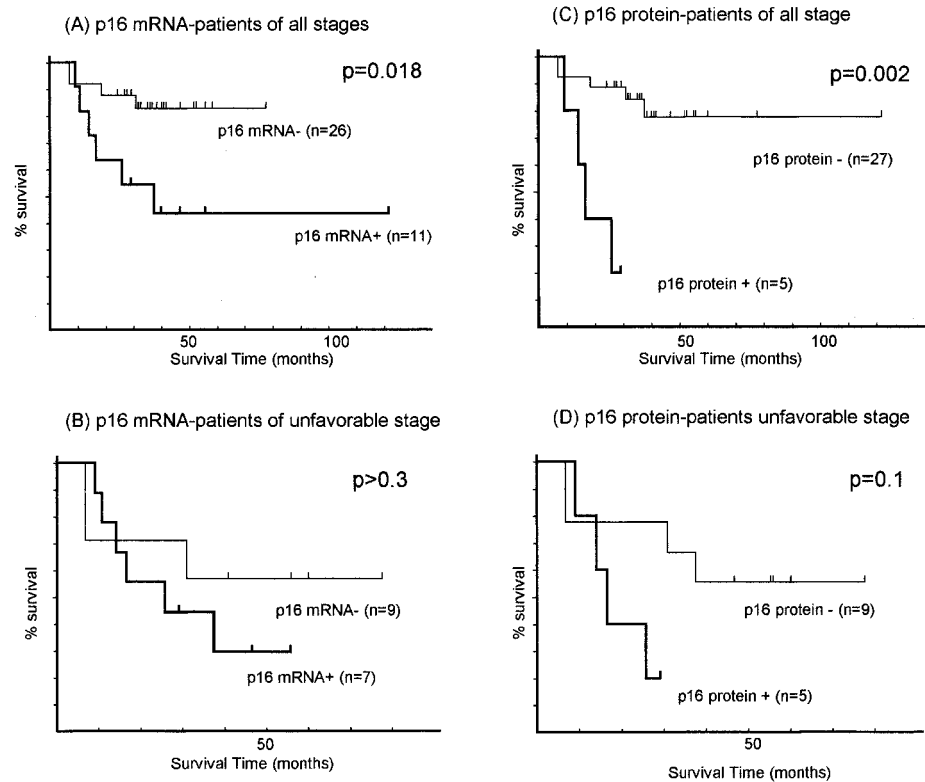 (A) p16 mRNA-patients of all stages
p=0.018
p16 mRNA- (n=26)
p16 mRNA+ (n=11)
% survival
50
100
Survival Time (months)
(C) p16 protein-patients of all stage
p=0.002
p16 protein - (n=27)
p16 protein + (n=5)
% survival
50
100
Survival Time (months)
(B) p16 mRNA-patients of unfavorable stage
p>0.3
p16 mRNA- (n=9)
p16 mRNA+ (n=7)
% survival
50
Survival Time (months)
(D) p16 protein-patients unfavorable stage
p=0.1
p16 protein - (n=9)
p16 protein + (n=5)
% survival
50
Survival Time (months)